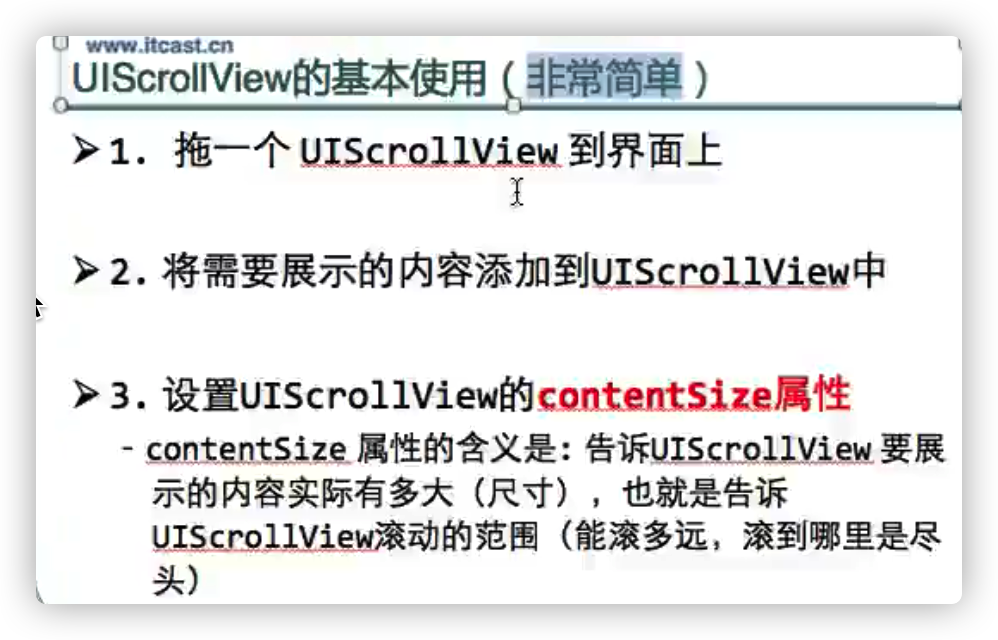 www.itcast.cn
UIScrollView的基本使用（非常简单）
➢1. 拖一个 UIScrollView 到界面上
➢2. 将需要展示的内容添加到UIScrollView中
➢3. 设置UIScrollView的contentSize属性
- contentSize 属性的含义是：告诉UIScrollView 要展
示的内容实际有多大（尺寸），也就是告诉
UIScrollView滚动的范围（能滚多远，滚到哪里是尽
头）